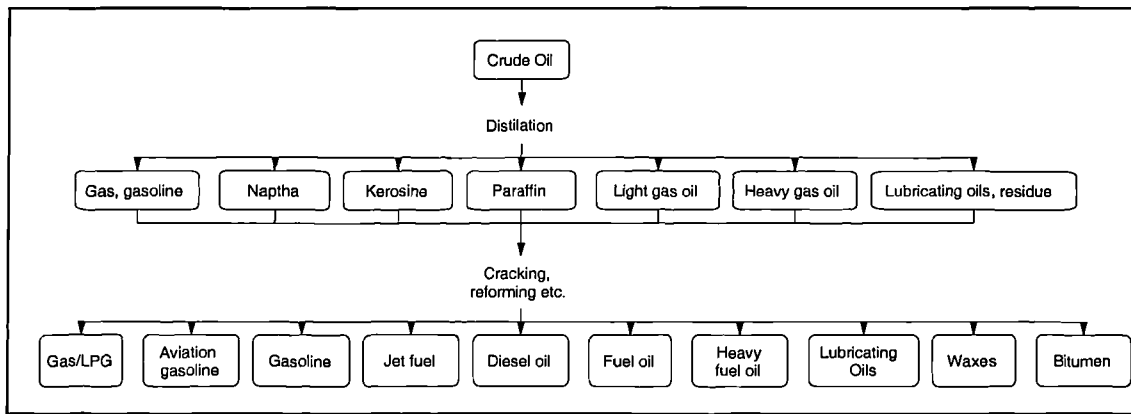 Crude Oil
Distilation
Gas, gasoline
Naptha
Kerosine
Paraffin
Light gas oil
Heavy gas oil
Lubricating oils, residue
Cracking,
reforming etc.
Gas/LPG
Aviation
gasoline
Gasoline
Jet fuel
Diesel oil
Fuel oil
Heavy
fuel oil
Lubricating
Oils
Waxes
Bitumen